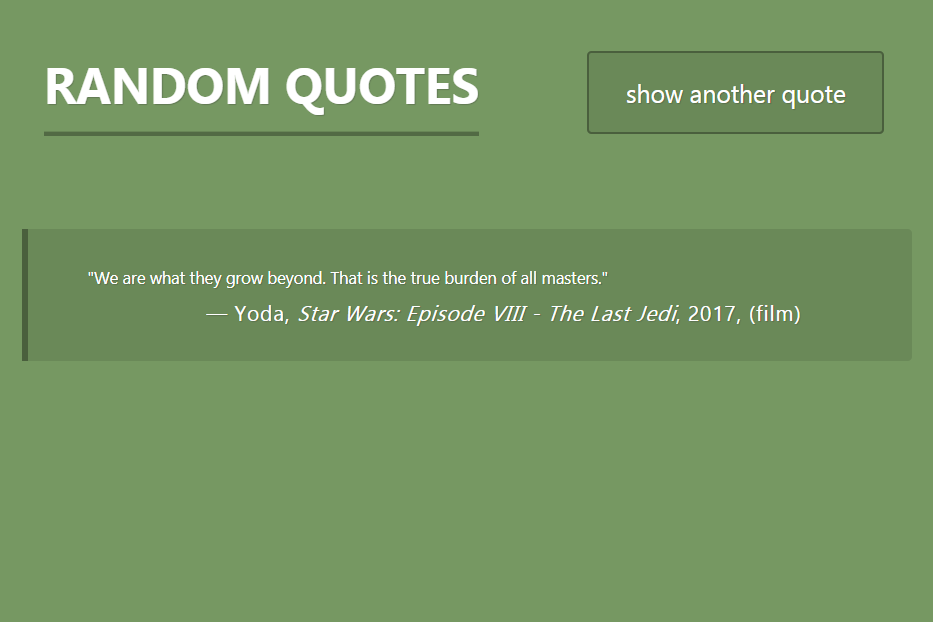 RANDOM QUOTES
show another quote
"We are what they grow beyond. That is the true burden of all masters."
— Yoda, Star Wars: Episode VIII - The Last Jedi, 2017, (film)